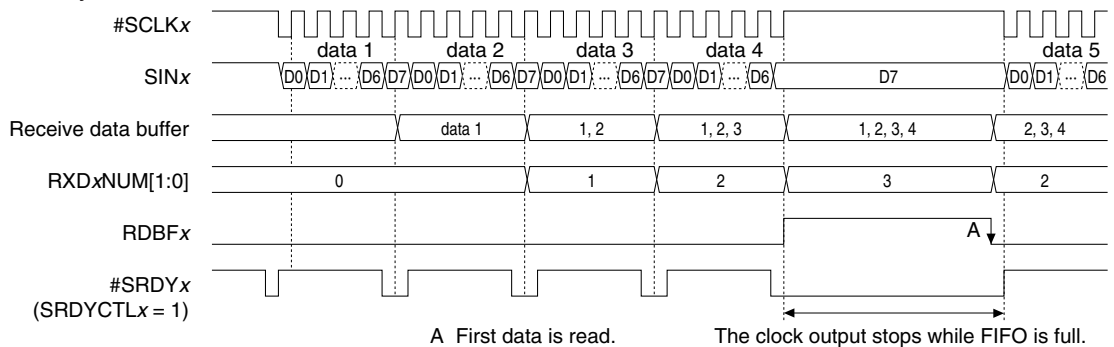 #SCLKx
data 1 data 2 data 3 data 4 data 5
SINx D0 D1 ... D6 D7 D0 D1 ... D6 D7 D0 D1 ... D6 D7 D0 D1 ... D6 D7 D0 D1 ... D6
Receive data buffer data 1 1, 2 1, 2, 3 1, 2, 3, 4 2, 3, 4
RXDxNUM[1:0] 0 1 2 3 2
RDBFx A
#SRDYx
(SRDYCTLx = 1)
A First data is read. The clock output stops while FIFO is full.